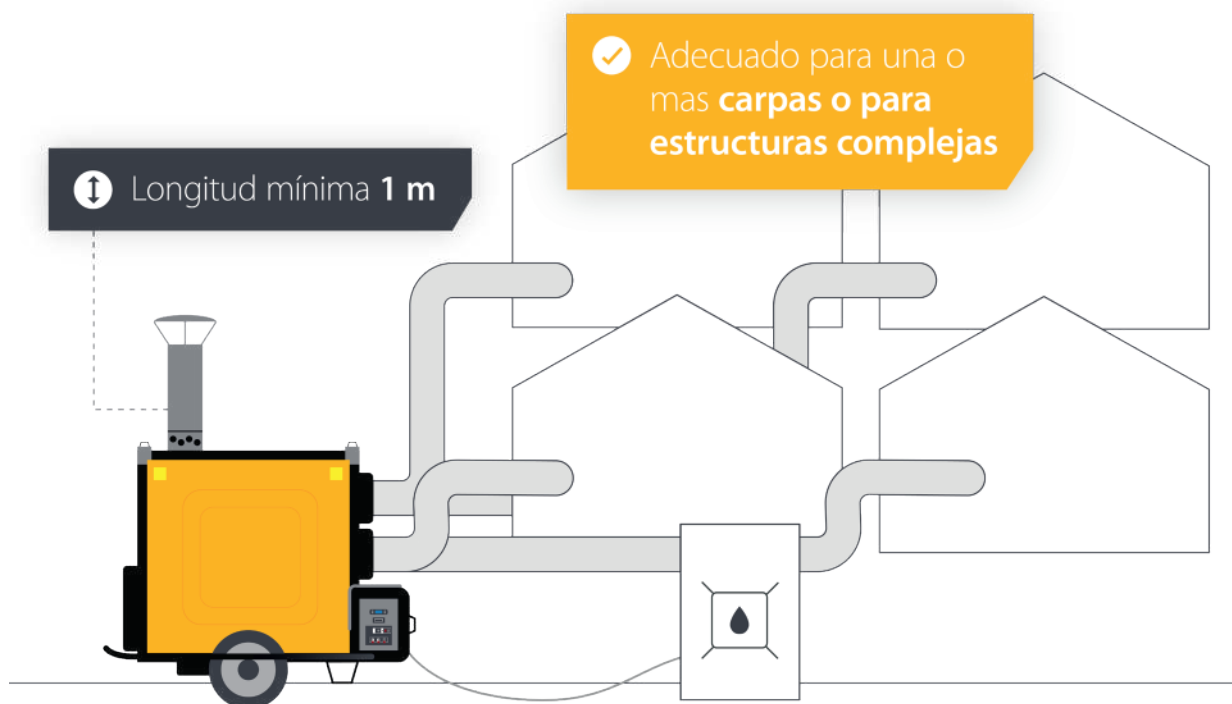 Adecuado para una o
mas carpas o para
estructuras complejas
Longitud mínima 1 m